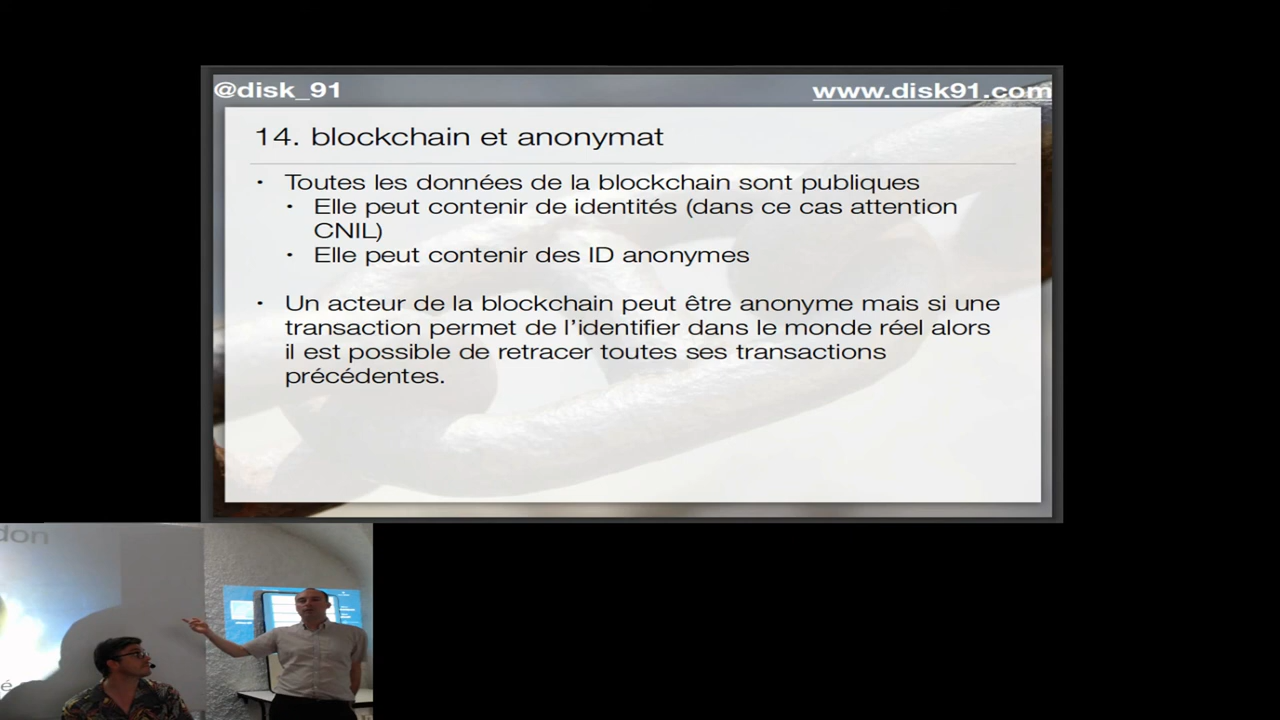 @disk_91
www.disk91.com
14. blockchain et anonymat
• Toutes les données de la blockchain sont publiques
• Elle peut contenir de identités (dans ce cas attention
CNIL)
• Elle peut contenir des ID anonymes
• Un acteur de la blockchain peut être anonyme mais si une
transaction permet de l’identifier dans le monde réel alors
il est possible de retracer toutes ses transactions
précédentes.
don
é